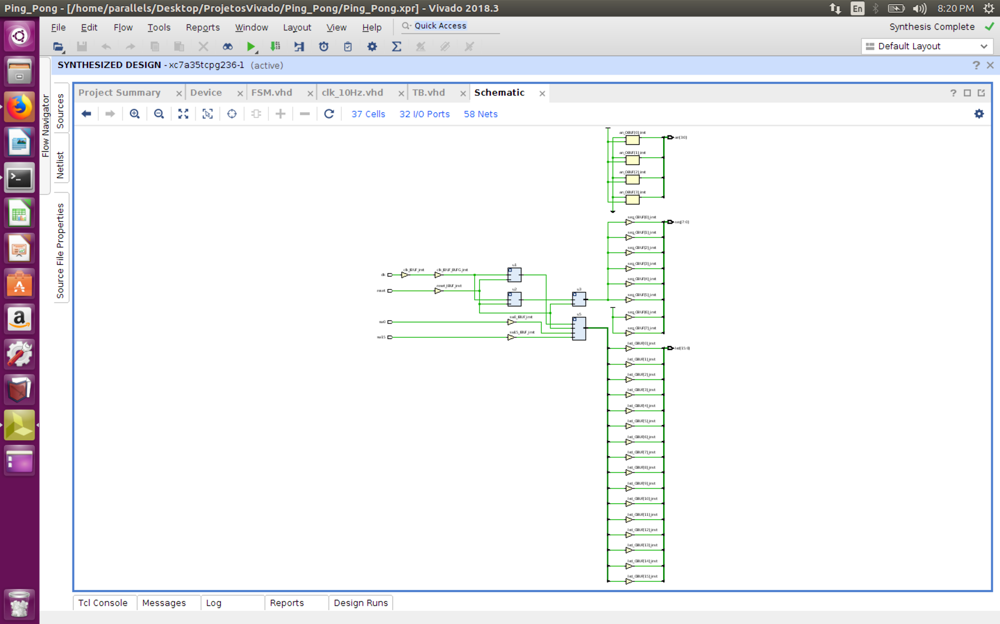 Ping_Pong - [/home/parallels/Desktop/ProjetosVivado/Ping_Pong/Ping_Pong.xpr] - Vivado 2018.3
En
8:20 PM
File Edit Flow Tools Reports Window Layout View Help
Quick Access
Synthesis Complete
Default Layout
SYNTHESIZED DESIGN - xc7a35tcpg236-1 (active)
Flow Navigator
Sources
Netlist
Source File Properties
Project Summary
Device
FSM.vhd
clk_10Hz.vhd
TB.vhd
Schematic
37 Cells
32 I/O Ports
58 Nets
an_OBUF[0]_inst
an[3:0]
an_OBUF[1]_inst
an_OBUF[2]_inst
an_OBUF[3]_inst
seg_OBUF[0]_inst
seg[7:0]
seg_OBUF[1]_inst
seg_OBUF[2]_inst
seg_OBUF[3]_inst
seg_OBUF[4]_inst
seg_OBUF[5]_inst
seg_OBUF[6]_inst
seg_OBUF[7]_inst
clk
clk_IBUF_inst
clk_IBUF_BUFG_inst
u1
reset
reset_IBUF_inst
u2
u3
sw0
sw0_IBUF_inst
u5
sw15
sw15_IBUF_inst
led_OBUF[0]_inst
led[15:0]
led_OBUF[1]_inst
led_OBUF[2]_inst
led_OBUF[3]_inst
led_OBUF[4]_inst
led_OBUF[5]_inst
led_OBUF[6]_inst
led_OBUF[7]_inst
led_OBUF[8]_inst
led_OBUF[9]_inst
led_OBUF[10]_inst
led_OBUF[11]_inst
led_OBUF[12]_inst
led_OBUF[13]_inst
led_OBUF[14]_inst
led_OBUF[15]_inst
Tcl Console
Messages
Log
Reports
Design Runs